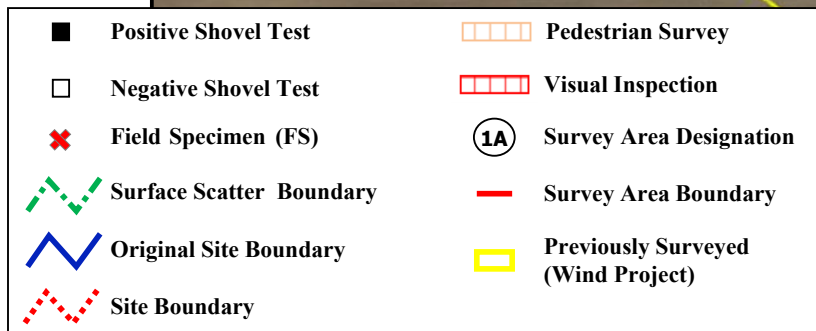 Positive Shovel Test
Negative Shovel Test
Field Specimen (FS)
Surface Scatter Boundary
Original Site Boundary
Site Boundary
Pedestrian Survey
Visual Inspection
1A Survey Area Designation
Survey Area Boundary
Previously Surveyed
(Wind Project)